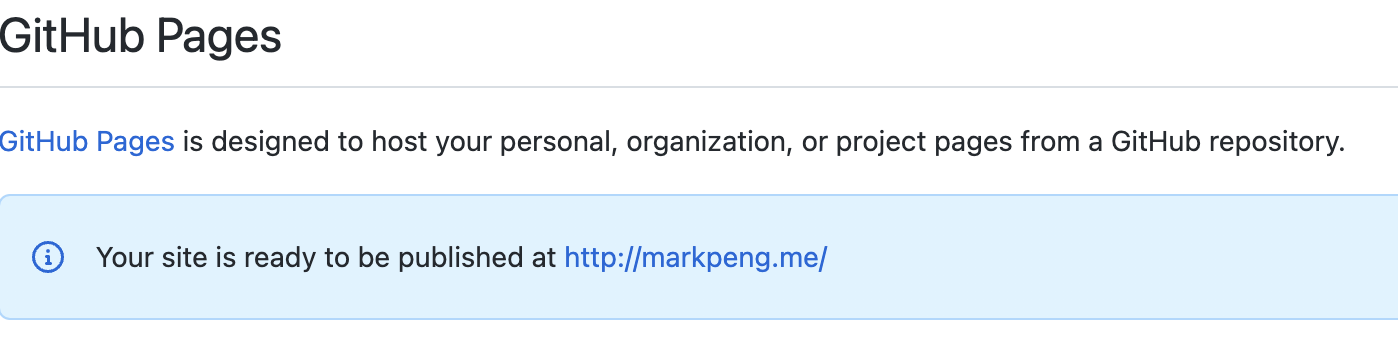 GitHub Pages
GitHub Pages is designed to host your personal, organization, or project pages from a GitHub repository.
Your site is ready to be published at http://markpeng.me/